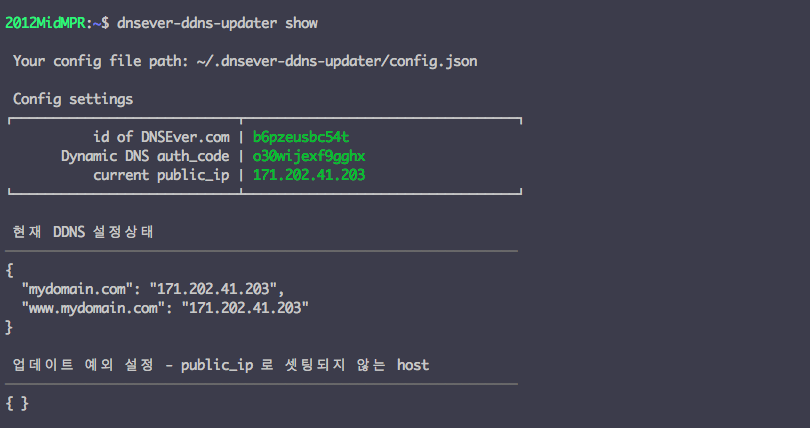 2012MidMPR:~$ dnsever-ddns-updater show
Your config file path: ~/.dnsever-ddns-updater/config.json
Config settings
id of DNSEver.com | b6pzeusbc54t
Dynamic DNS auth_code | o30wijexf9gghx
current public_ip | 171.202.41.203
현재 DDNS 설정상태
{
"mydomain.com": "171.202.41.203",
"www.mydomain.com": "171.202.41.203"
}
업데이트 예외 설정 - public_ip 로 셋팅되지 않는 host
{ }